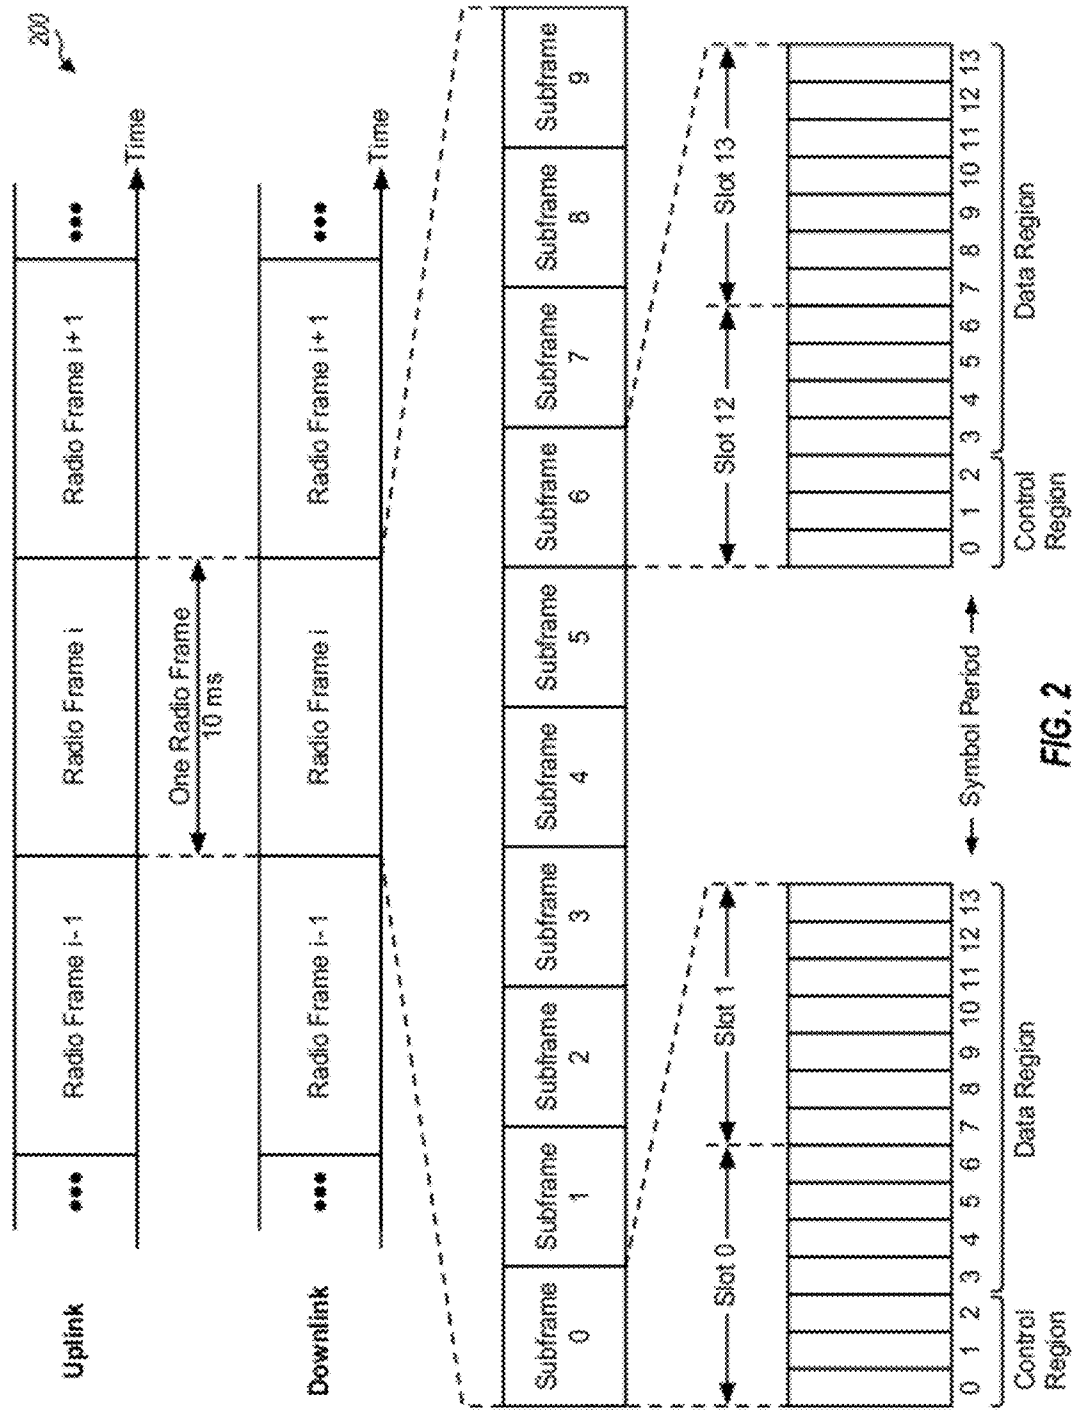 200
Uplink
•••
Radio Frame i-1
Radio Frame i
Radio Frame i+1
•••
Time
One Radio Frame
10 ms
Downlink
•••
Radio Frame i-1
Radio Frame i
Radio Frame i+1
•••
Time
Subframe
0
Subframe
1
Subframe
2
Subframe
3
Subframe
4
Subframe
5
Subframe
6
Subframe
7
Subframe
8
Subframe
9
Slot 0
Slot 1
Slot 12
Slot 13
0 1 2 3 4 5 6 7 8 9 10 11 12 13
Symbol Period
0 1 2 3 4 5 6 7 8 9 10 11 12 13
Control
Region
Data Region
Control
Region
Data Region
FIG. 2